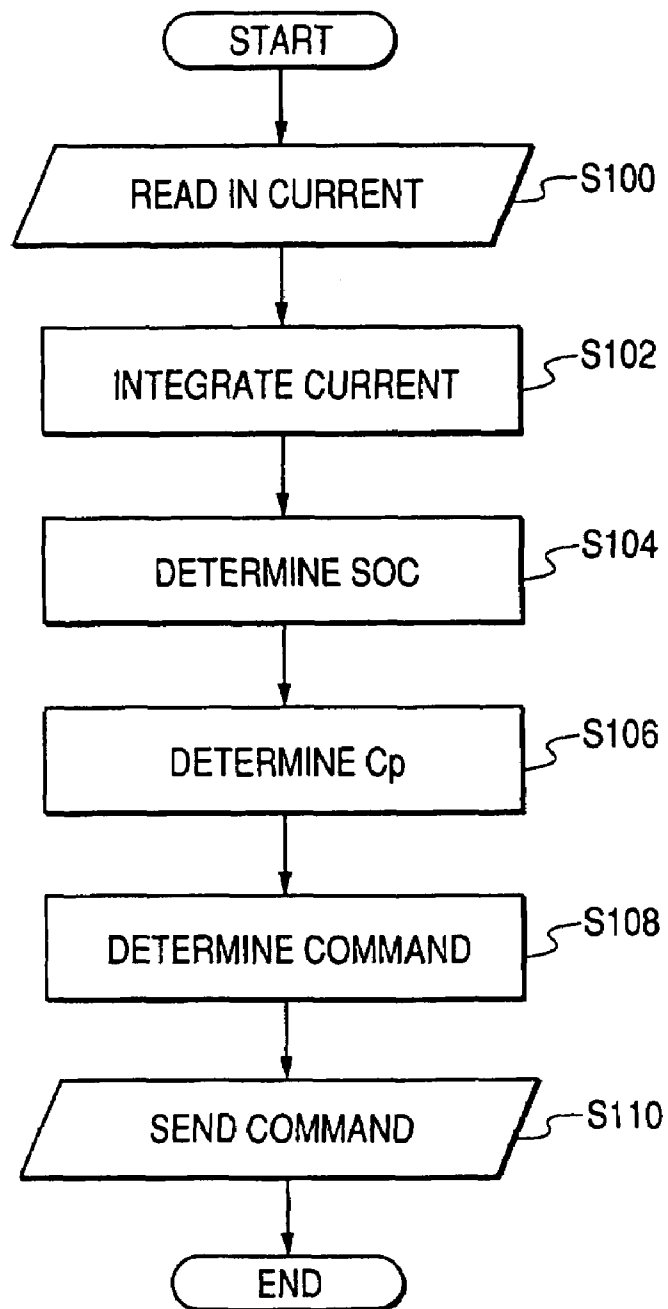 START
READ IN CURRENT
S100
INTEGRATE CURRENT
S102
DETERMINE SOC
S104
DETERMINE Cp
S106
DETERMINE COMMAND
S108
SEND COMMAND
S110
END